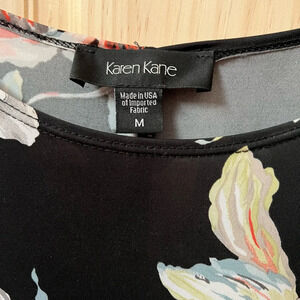 Karen Kane
Made in USA
of Imported
Fabric
M